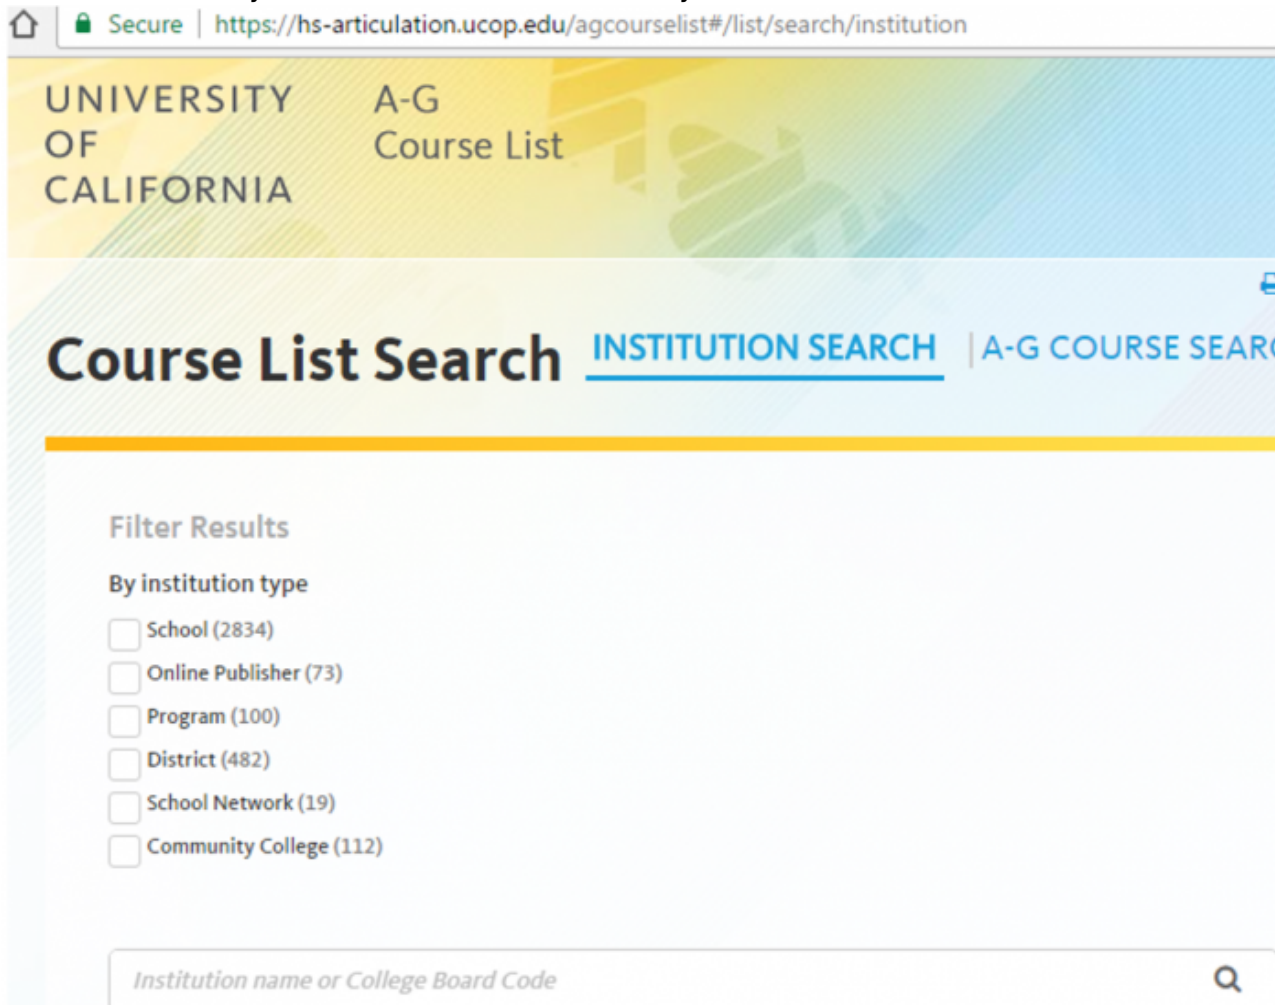 Secure | https://hs-articulation.ucop.edu/agcourselist#/list/search/institution
UNIVERSITY
OF
CALIFORNIA
A-G
Course List
Course List Search
INSTITUTION SEARCH
| A-G COURSE SEARC
Filter Results
By institution type
School (2834)
Online Publisher (73)
Program (100)
District (482)
School Network (19)
Community College (112)
Institution name or College Board Code